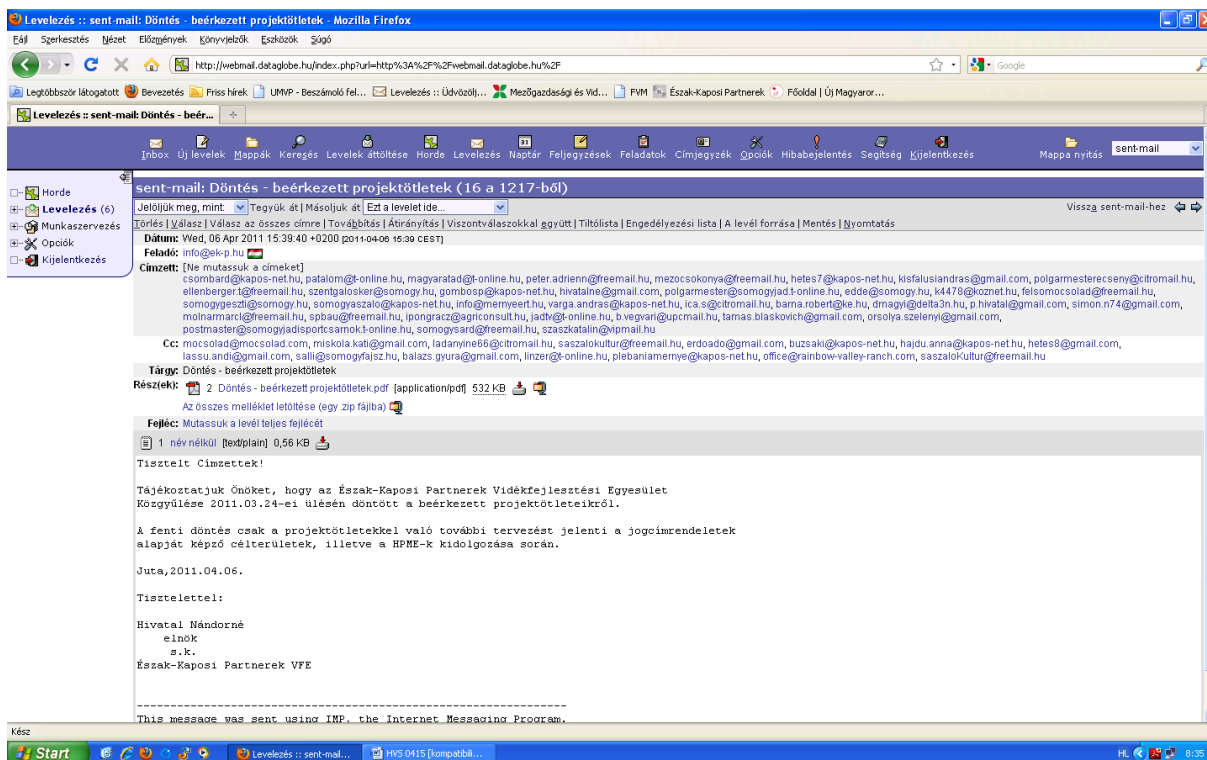 Levelezés :: sent-mail: Döntés - beérkezett projektötletek - Mozilla Firefox
Fájl Szerkesztés Nézet Előzmények Könyvjelzők Eszközök Súgó
http://webmail.dataglobe.hu/index.php?url=http%3A%2F%2Fwebmail.dataglobe.hu%2F Google
Legtöbbször látogatott Bevezetés Friss hírek UMVP - Beszámoló fel... Levelezés :: Üdvözölj... Mezőgazdasági és Vid... FVM Észak-Kaposi Partnerek Főoldal | Új Magyaror...
Levelezés :: sent-mail: Döntés - beér...
Inbox Új levelek Mappák Keresés Levelek áttöltése Horde Levelezés Naptár Feljegyzések Feladatok Címjegyzék Opciók Hibabejelentés Segítség Kijelentkezés Mappa nyitás sent-mail
Horde
Levelezés (6)
Munkaszervezés
Opciók
Kijelentkezés
sent-mail: Döntés - beérkezett projektötletek (16 a 1217-ből)
Jelöljük meg, mint: Tegyük át | Másoljuk át Ezt a levelet ide... Vissza sent-mail-hez
Törlés | Válasz | Válasz az összes címre | Továbbítás | Átirányítás | Viszontválaszokkal együtt | Tiltólista | Engedélyezési lista | A levél forrása | Mentés | Nyomtatás
Dátum: Wed, 06 Apr 2011 15:39:40 +0200 [2011-04-06 15:39 CEST]
Feladó: info@ek-p.hu
Címzett: [Ne mutassuk a címeket]
csombard@kapos-net.hu, patalom@t-online.hu, magyaratad@t-online.hu, peter.adrienn@freemail.hu, mezocsokonya@freemail.hu, hetes7@kapos-net.hu, kisfalusi.andras@gmail.com, polgarmesterecseny@citromail.hu,
ellenberger.t@freemail.hu, szentgalosker@somogy.hu, gombosp@kapos-net.hu, hivatalne@gmail.com, polgarmester@somogyjad.t-online.hu, edde@somogy.hu, k4478@koznet.hu, felsomocsolad@freemail.hu,
somogygeszti@somogy.hu, somogyaszalo@kapos-net.hu, info@mernyeert.hu, varga.andras@kapos-net.hu, ica.s@citromail.hu, barna.robert@ke.hu, dmagyi@delta3n.hu, p.hivatal@gmail.com, simon.n74@gmail.com,
molnarmarcl@freemail.hu, spbau@freemail.hu, ipongracz@agriconsult.hu, jadtv@t-online.hu, b.vegvari@upcmail.hu, tamas.blaskovich@gmail.com, orsolya.szelenyi@gmail.com,
postmaster@somogyjadisportcsarnok.t-online.hu, somogysard@freemail.hu, szaszkatalin@vipmail.hu
Cc: mocsolad@mocsolad.com, miskola.kati@gmail.com, ladanyine66@citromail.hu, saszalokultur@freemail.hu, erdoado@gmail.com, buzsaki@kapos-net.hu, hajdu.anna@kapos-net.hu, hetes8@gmail.com,
lassu.andi@gmail.com, salli@somogyfajsz.hu, balazs.gyura@gmail.com, linzer@t-online.hu, plebaniamernye@kapos-net.hu, office@rainbow-valley-ranch.com, saszaloKultur@freemail.hu
Tárgy: Döntés - beérkezett projektötletek
Rész(ek): 2 Döntés - beérkezett projektötletek.pdf [application/pdf] 532 KB
Az összes melléklet letöltése (egy .zip fájlba)
Fejléc: Mutassuk a levél teljes fejlécét
1 név nélkül [text/plain] 0,56 KB
Tisztelt Címzettek!
Tájékoztatjuk Önöket, hogy az Észak-Kaposi Partnerek Vidékfejlesztési Egyesület
Közgyűlése 2011.03.24-ei ülésén döntött a beérkezett projektötleteikről.
A fenti döntés csak a projektötletekkel való további tervezést jelenti a jogcímrendeletek
alapját képző célterületek, illetve a HPME-k kidolgozása során.
Juta,2011.04.06.
Tisztelettel:
Hivatal Nándorné
elnök
s.k.
Észak-Kaposi Partnerek VFE
----------------------------------------------------------------
This message was sent using IMP, the Internet Messaging Program.
Kész
Start Levelezés :: sent-mail... HVS 0415 [kompatibili... HL 8:35